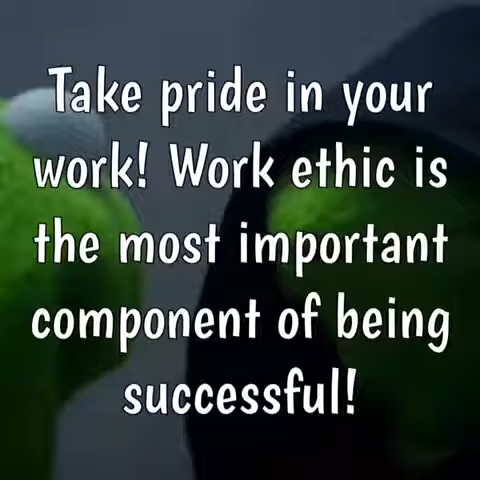 Take pride in your
work! Work ethic is
the most important
component of being
successful!